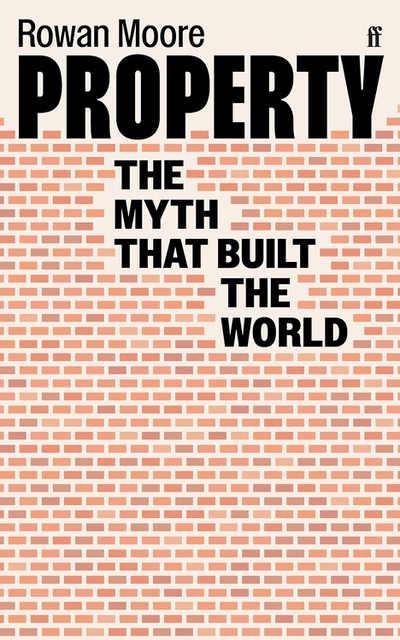 Rowan Moore
ff
PROPERTY
THE
MYTH
THAT BUILT
THE
WORLD